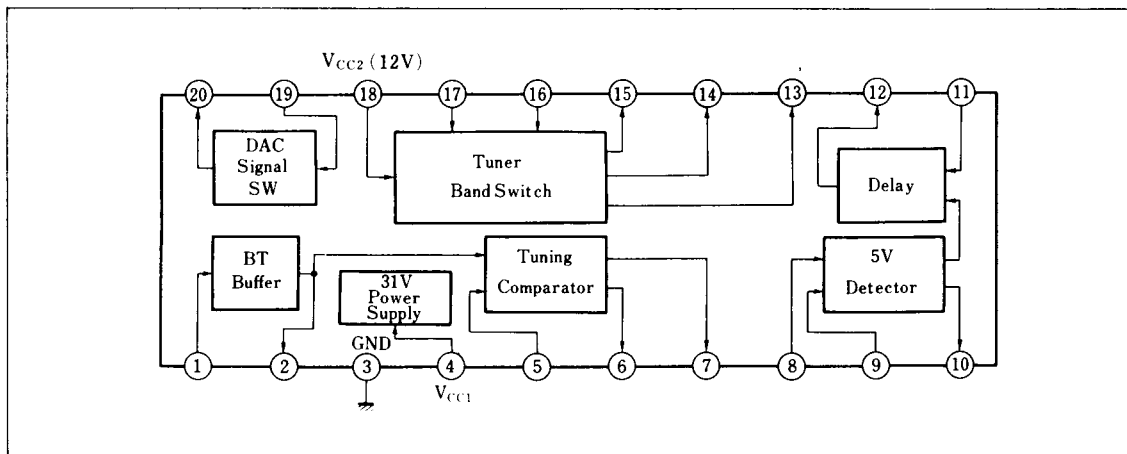 V_CC2 (12V)
20 19 18 17 16 15 14 13 12 11
DAC
Signal
SW
Tuner
Band Switch
Delay
BT
Buffer
31V
Power
Supply
Tuning
Comparator
5V
Detector
GND
1 2 3 4 5 6 7 8 9 10
V_CC1